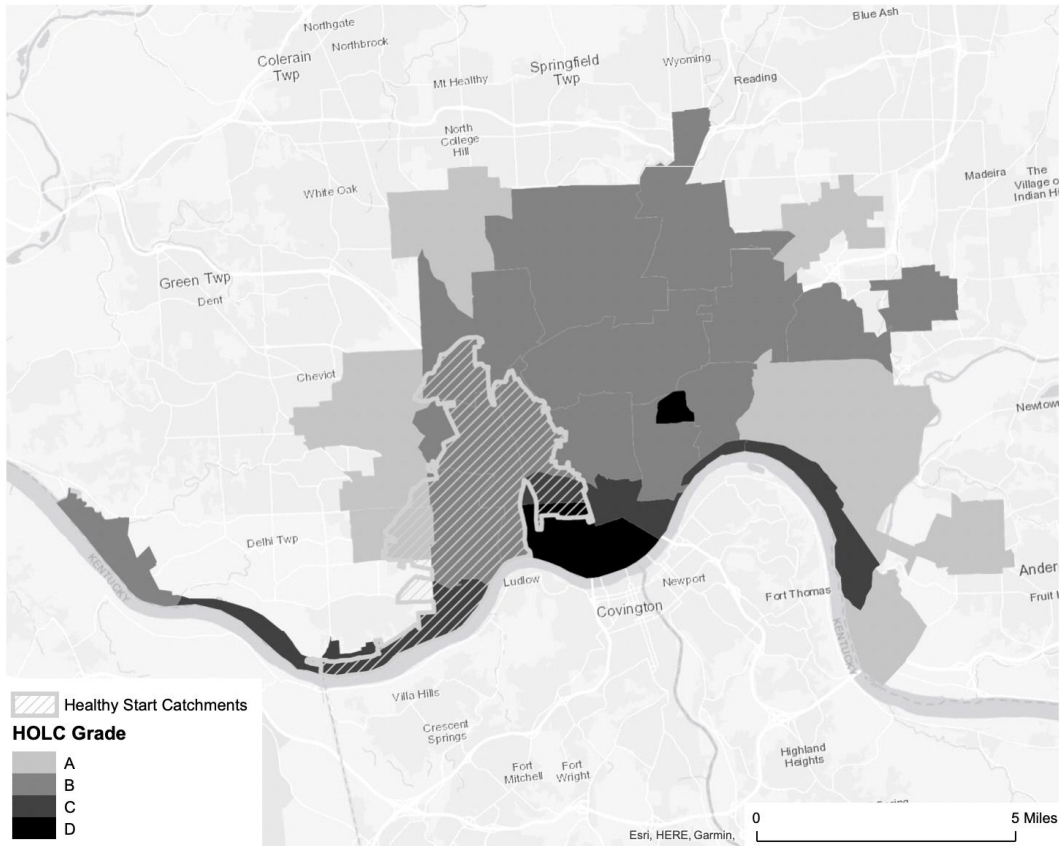 Northgate
Northbrook
Blue Ash
Colerain
Twp
Springfield
Twp
Wyoming
Reading
Mt Healthy
North
College
Hill
White Oak
Madeira
The
Village of
Indian Hi
Green Twp
Dent
Cheviot
Newtow
Delhi Twp
KENTUCKY
Ludlow
Newport
Covington
Fort Thomas
KENTUCKY
Ander
Fruit H
Villa Hills
Crescent
Springs
Fort
Mitchell
Fort
Wright
Highland
Heights
Healthy Start Catchments
HOLC Grade
A
B
C
D
Esri, HERE, Garmin,
0
5 Miles